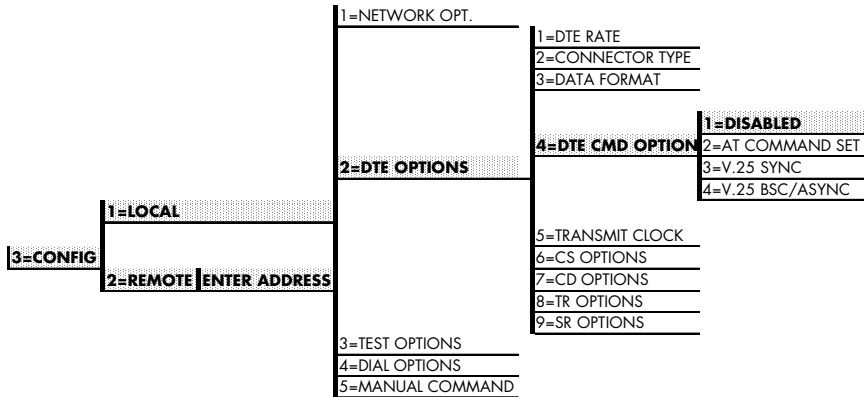 1=NETWORK OPT.
1=DTE RATE
2=CONNECTOR TYPE
3=DATA FORMAT
1=DISABLED
4=DTE CMD OPTION
2=AT COMMAND SET
2=DTE OPTIONS
3=V.25 SYNC
4=V.25 BSC/ASYNC
1=LOCAL
5=TRANSMIT CLOCK
3=CONFIG
6=CS OPTIONS
2=REMOTE
ENTER ADDRESS
7=CD OPTIONS
8=TR OPTIONS
9=SR OPTIONS
3=TEST OPTIONS
4=DIAL OPTIONS
5=MANUAL COMMAND